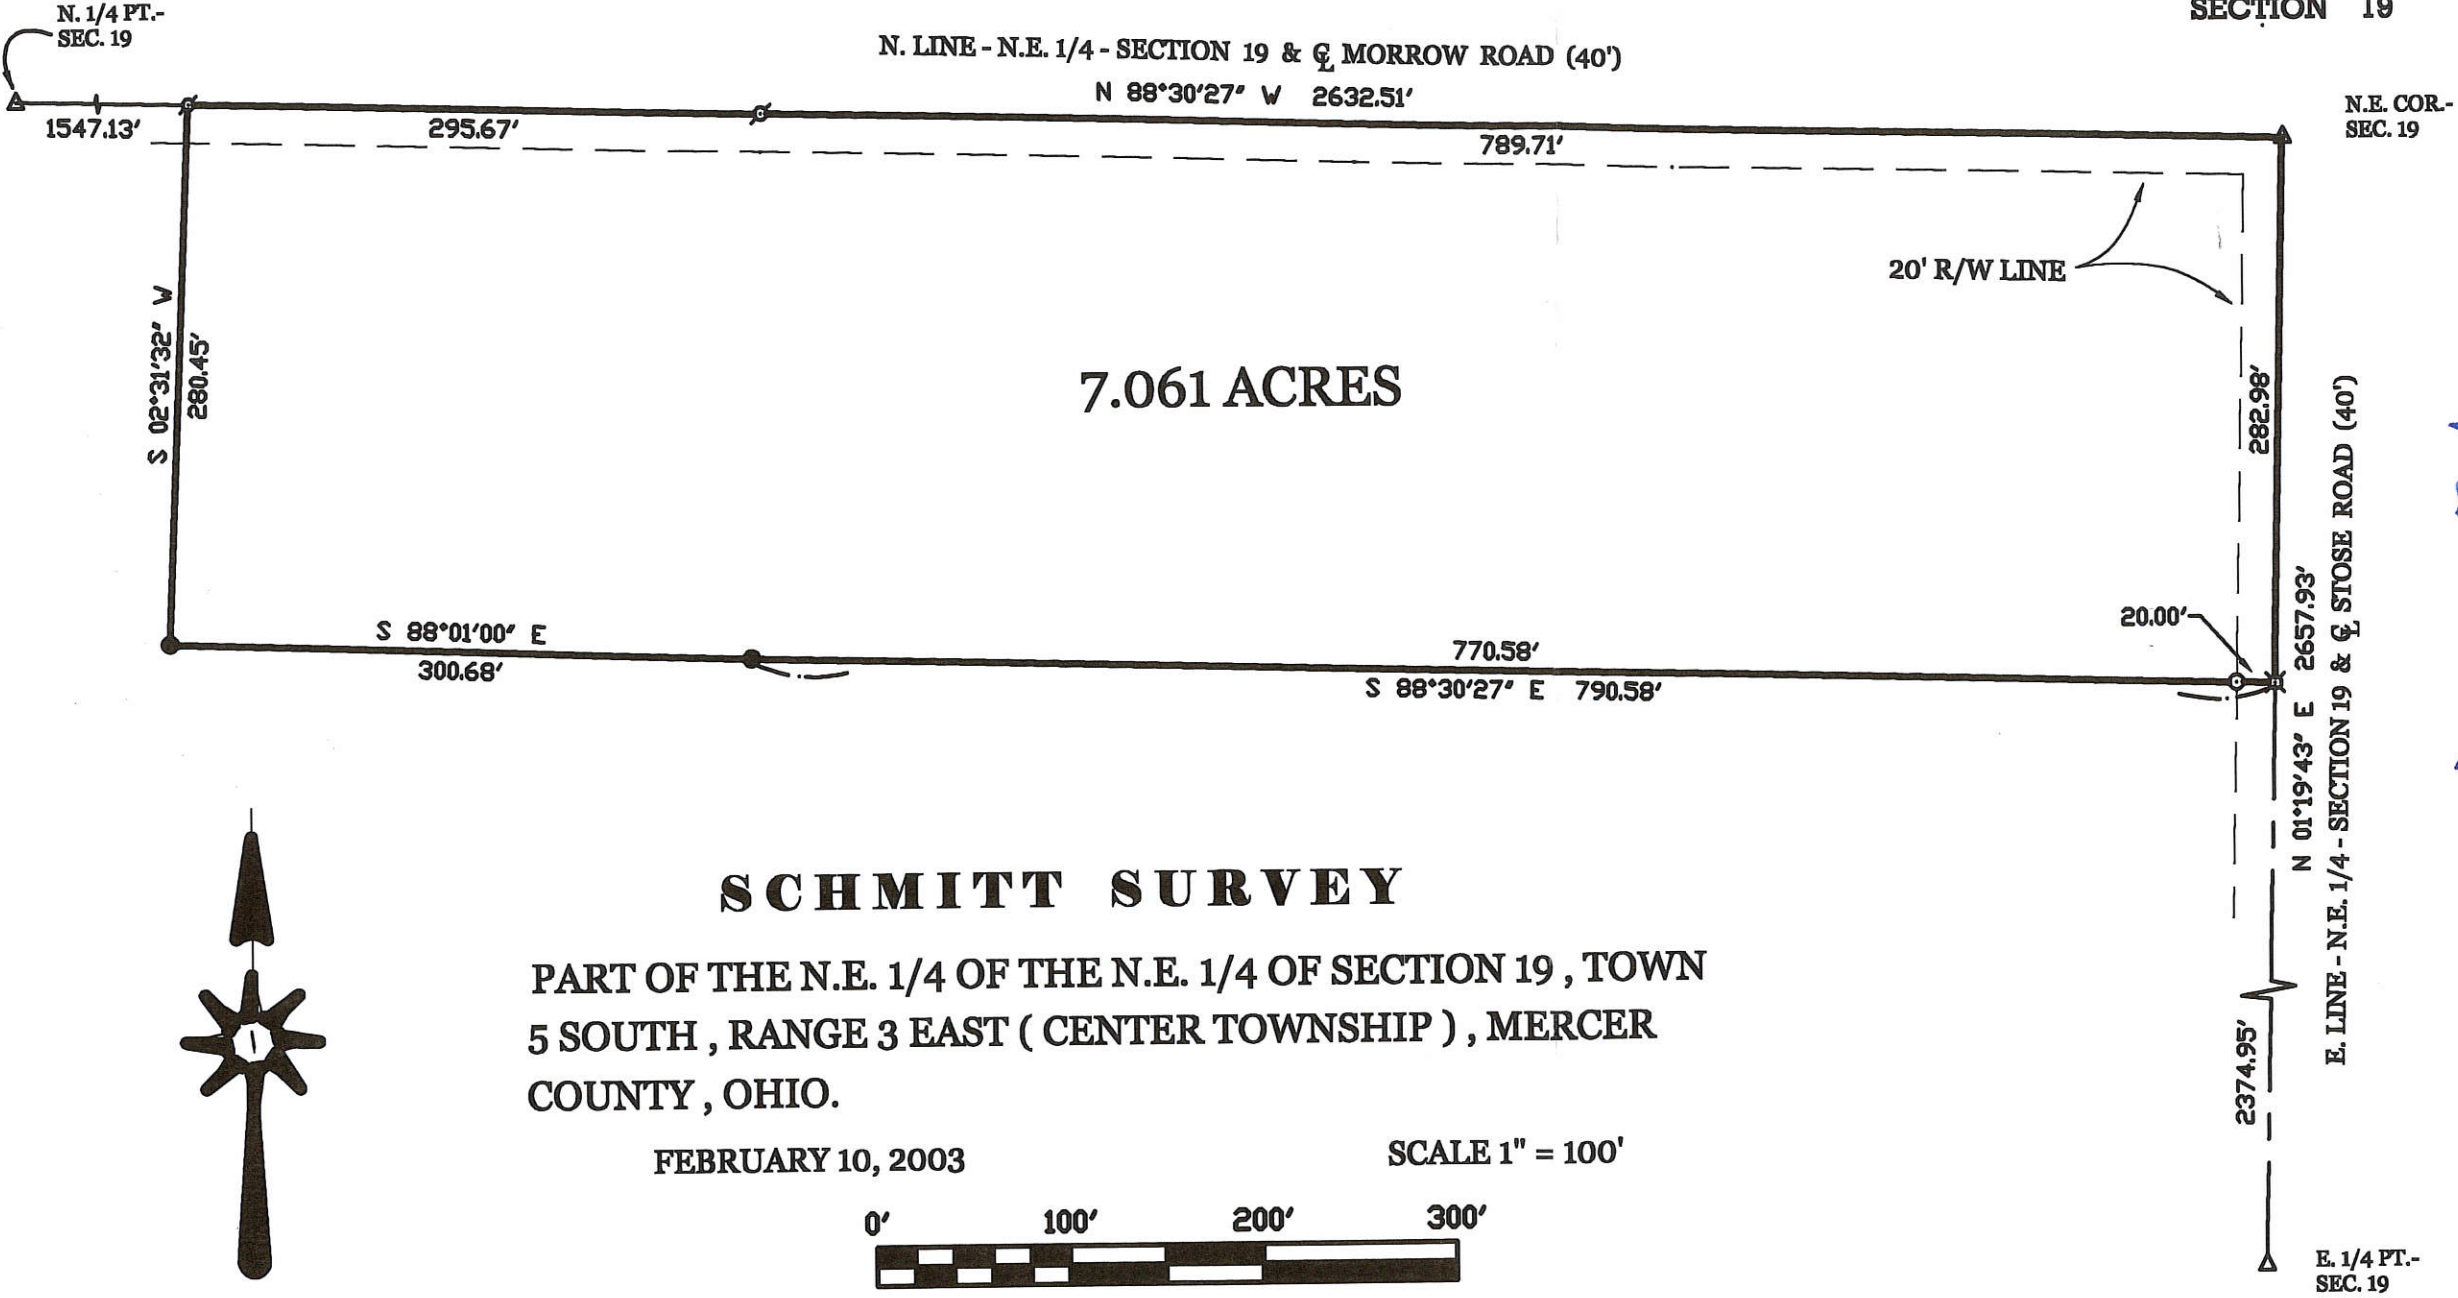 SECTION 19
N. 1/4 PT.-
SEC. 19
N. LINE - N.E. 1/4 - SECTION 19 & ℄ MORROW ROAD (40')
N 88°30'27" W 2632.51'
N.E. COR.-
SEC. 19
1547.13'
295.67'
789.71'
20' R/W LINE
S 02°31'32" W
280.45'
7.061 ACRES
282.98'
N 01°19'43" E 2657.93'
E. LINE - N.E. 1/4 - SECTION 19 & ℄ STOSE ROAD (40')
20.00'
S 88°01'00" E
300.68'
770.58'
S 88°30'27" E 790.58'
SCHMITT SURVEY
PART OF THE N.E. 1/4 OF THE N.E. 1/4 OF SECTION 19 , TOWN
5 SOUTH , RANGE 3 EAST ( CENTER TOWNSHIP ) , MERCER
COUNTY , OHIO.
2374.95'
FEBRUARY 10, 2003
SCALE 1" = 100'
0' 100' 200' 300'
E. 1/4 PT.-
SEC. 19